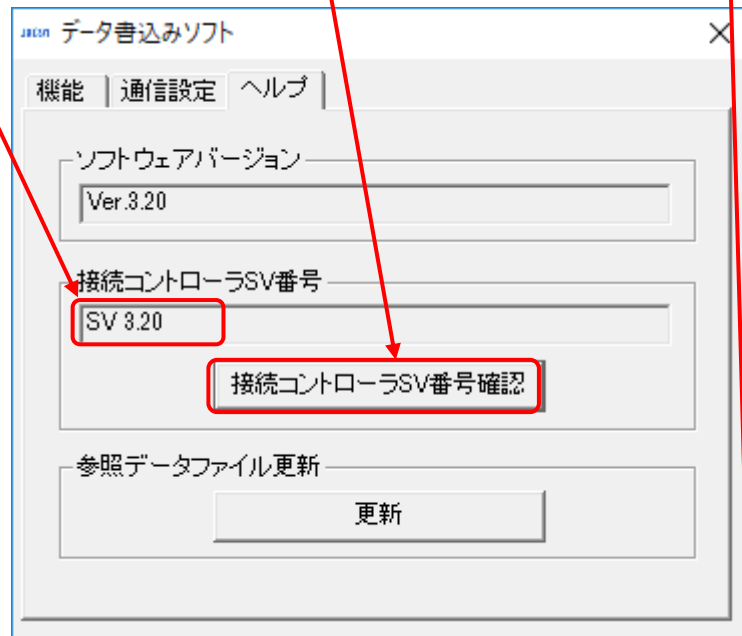 データ書込みソフト
機能 通信設定 ヘルプ
ソフトウェアバージョン
Ver.3.20
接続コントローラSV番号
SV 3.20
接続コントローラSV番号確認
参照データファイル更新
更新